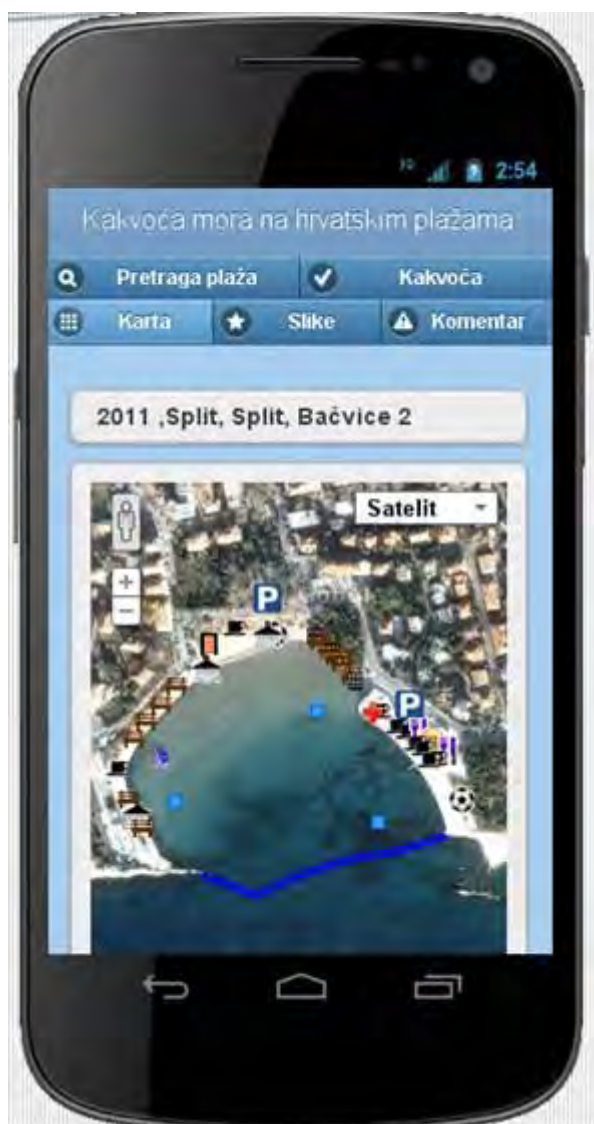 2:54
Kakvoća mora na hrvatskim plažama
Pretraga plaža Kakvoća
Karta Slike Komentar
2011 ,Split, Split, Bačvice 2
Satelit
P
P